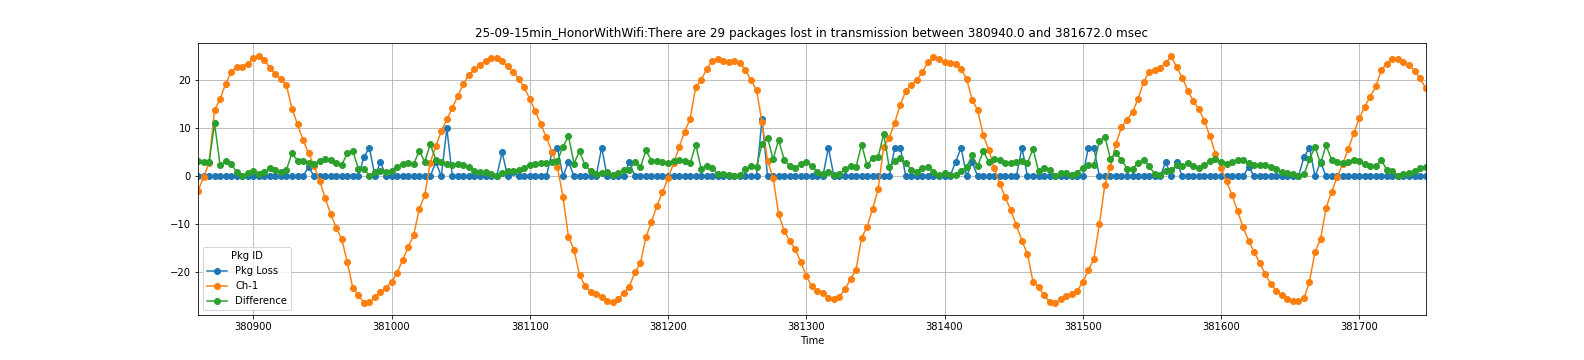 25-09-15min_HonorWithWifi:There are 29 packages lost in transmission between 380940.0 and 381672.0 msec
20
10
0
−10
−20
Pkg ID
Pkg Loss
Ch-1
Difference
380900 381000 381100 381200 381300 381400 381500 381600 381700
Time